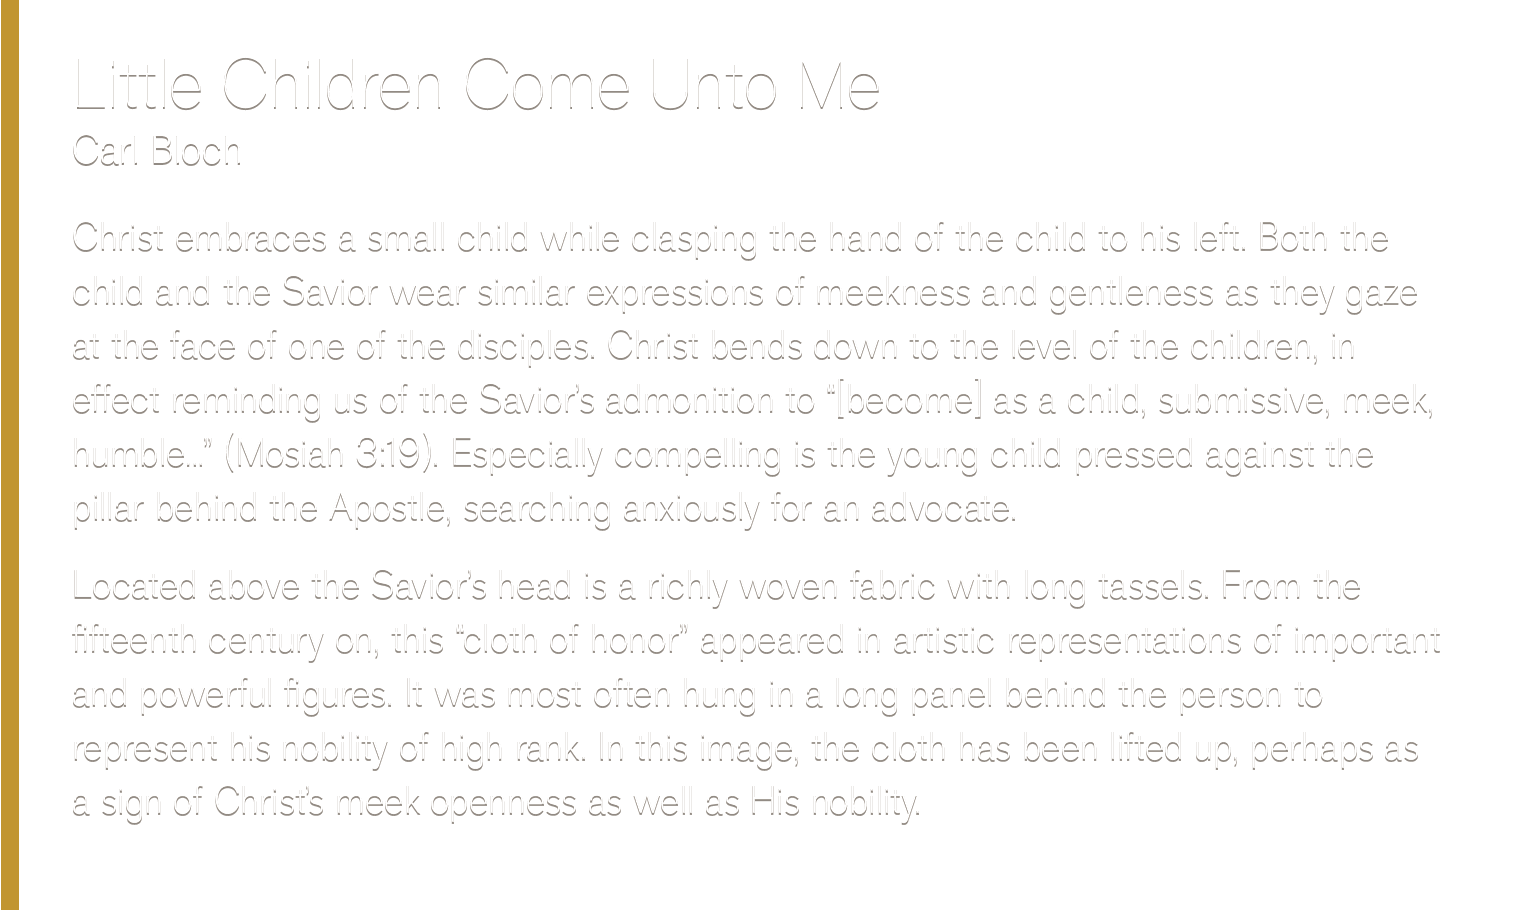 Little Children Come Unto Me
Carl Bloch
Christ embraces a small child while clasping the hand of the child to his left. Both the
child and the Savior wear similar expressions of meekness and gentleness as they gaze
at the face of one of the disciples. Christ bends down to the level of the children, in
effect reminding us of the Savior’s admonition to “[become] as a child, submissive, meek,
humble...” (Mosiah 3:19). Especially compelling is the young child pressed against the
pillar behind the Apostle, searching anxiously for an advocate.
Located above the Savior’s head is a richly woven fabric with long tassels. From the
fifteenth century on, this “cloth of honor” appeared in artistic representations of important
and powerful figures. It was most often hung in a long panel behind the person to
represent his nobility of high rank. In this image, the cloth has been lifted up, perhaps as
a sign of Christ’s meek openness as well as His nobility.